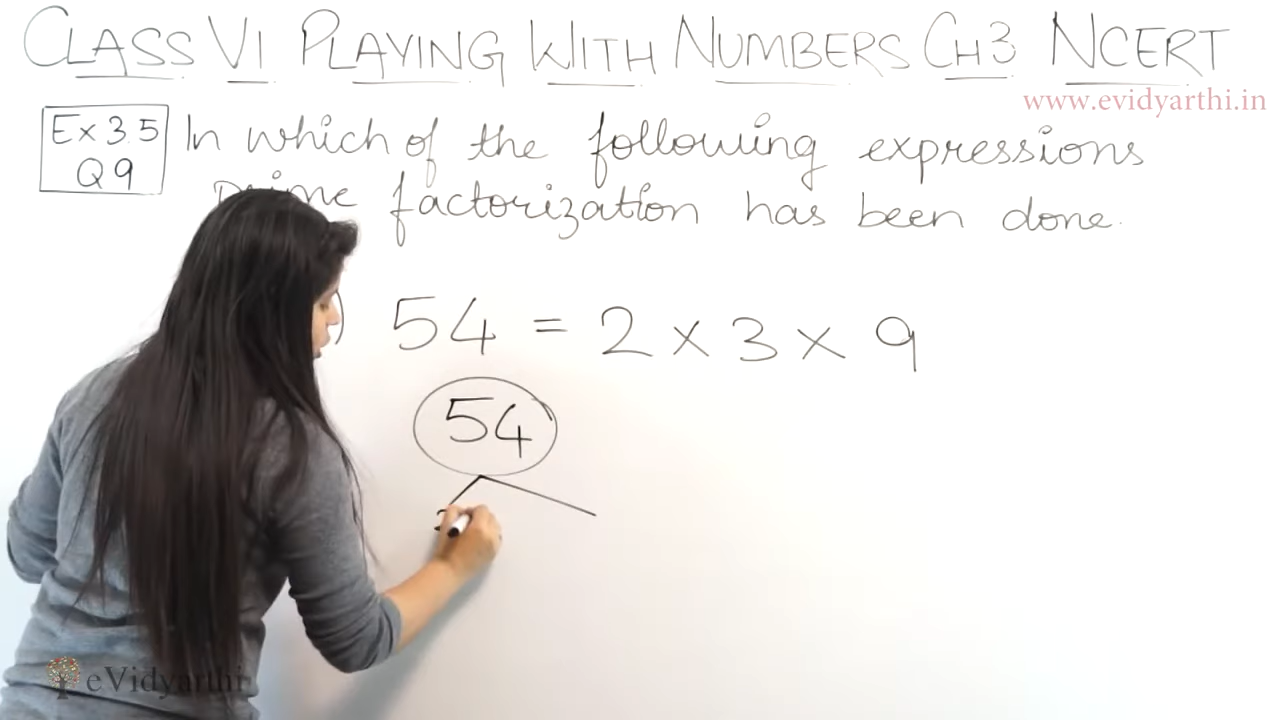 CLASS VI PLAYING WITH NUMBERS CH3 NCERT
www.evidyarthi.in
Ex 3.5
Q9
In which of the following expressions
prime factorization has been done.
) 54 = 2 × 3 × 9
54
eVidyarthi